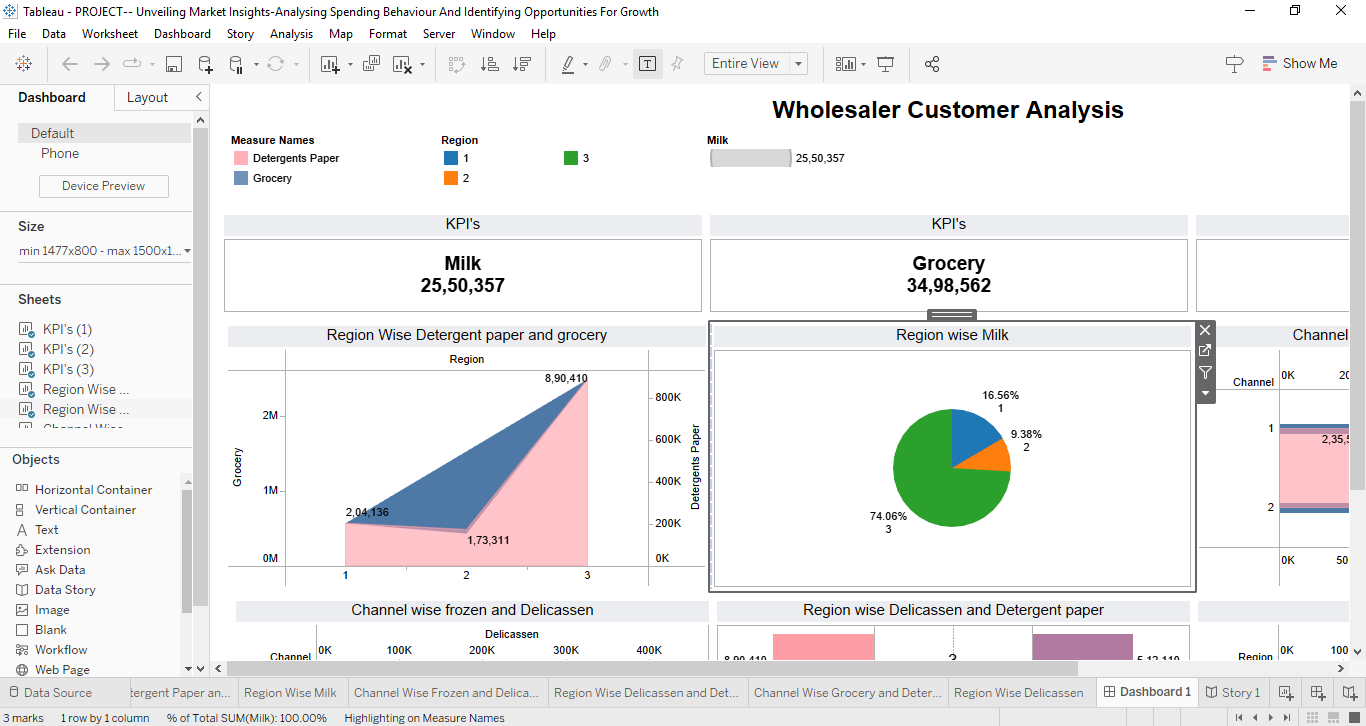 Tableau - PROJECT-- Unveiling Market Insights-Analysing Spending Behaviour And Identifying Opportunities For Growth
File Data Worksheet Dashboard Story Analysis Map Format Server Window Help
Entire View
Show Me
Dashboard Layout
Default
Phone
Device Preview
Size
min 1477x800 - max 1500x1...
Sheets
KPI's (1)
KPI's (2)
KPI's (3)
Region Wise ...
Region Wise ...
Objects
Horizontal Container
Vertical Container
Text
Extension
Ask Data
Data Story
Image
Blank
Workflow
Web Page
Wholesaler Customer Analysis
Measure Names
Detergents Paper
Grocery
Region
1
2
3
Milk
25,50,357
KPI's
Milk
25,50,357
KPI's
Grocery
34,98,562
Region Wise Detergent paper and grocery
Region
8,90,410
2M
1M
0M
Grocery
2,04,136
1,73,311
800K
600K
400K
200K
0K
Detergents Paper
1 2 3
Region wise Milk
16.56%
1
9.38%
2
74.06%
3
Channel
Channel
0K 20
1
2,35,5
2
0K 50
Channel wise frozen and Delicassen
Delicassen
Channel
0K 100K 200K 300K 400K
Region wise Delicassen and Detergent paper
8,90,410
2
5,12,110
Region
0K 100
Data Source
tergent Paper an...
Region Wise Milk
Channel Wise Frozen and Delica...
Region Wise Delicassen and Det...
Channel Wise Grocery and Deter...
Region Wise Delicassen
Dashboard 1
Story 1
3 marks 1 row by 1 column % of Total SUM(Milk): 100.00% Highlighting on Measure Names